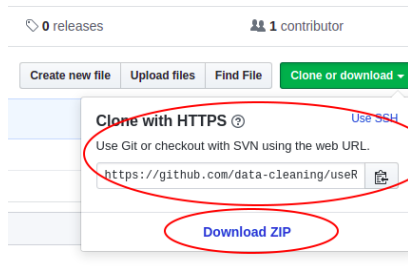 0 releases
1 contributor
Create new file
Upload files
Find File
Clone or download
Clone with HTTPS
Use SSH
Use Git or checkout with SVN using the web URL.
https://github.com/data-cleaning/useR
Download ZIP